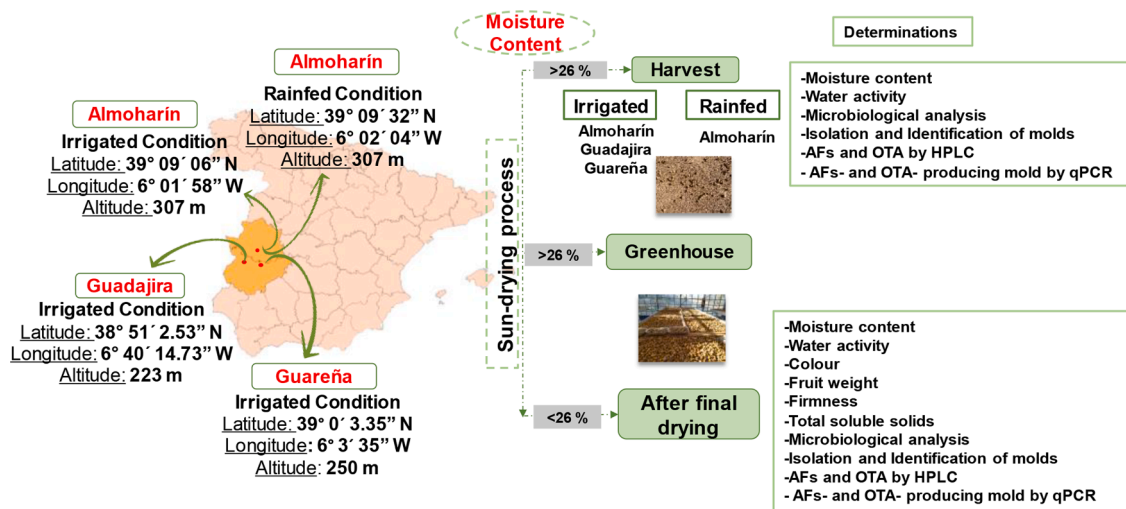 Almoharín
Rainfed Condition
Latitude: 39° 09´ 32” N
Longitude: 6° 02´ 04” W
Altitude: 307 m
Almoharín
Irrigated Condition
Latitude: 39° 09´ 06” N
Longitude: 6° 01´ 58” W
Altitude: 307 m
Guadajira
Irrigated Condition
Latitude: 38° 51´ 2.53” N
Longitude: 6° 40´ 14.73” W
Altitude: 223 m
Guareña
Irrigated Condition
Latitude: 39° 0´ 3.35” N
Longitude: 6° 3´ 35” W
Altitude: 250 m
Moisture
Content
Sun-drying process
>26 %
Harvest
Irrigated
Almoharín
Guadajira
Guareña
Rainfed
Almoharín
>26 %
Greenhouse
<26 %
After final
drying
Determinations
-Moisture content
-Water activity
-Microbiological analysis
-Isolation and Identification of molds
-AFs and OTA by HPLC
- AFs- and OTA- producing mold by qPCR
-Moisture content
-Water activity
-Colour
-Fruit weight
-Firmness
-Total soluble solids
-Microbiological analysis
-Isolation and Identification of molds
-AFs and OTA by HPLC
- AFs- and OTA- producing mold by qPCR